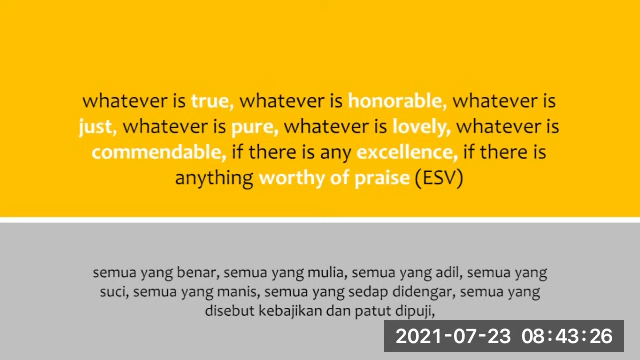 whatever is true, whatever is honorable, whatever is
just, whatever is pure, whatever is lovely, whatever is
commendable, if there is any excellence, if there is
anything worthy of praise (ESV)
semua yang benar, semua yang mulia, semua yang adil, semua yang
suci, semua yang manis, semua yang sedap didengar, semua yang
disebut kebajikan dan patut dipuji,
2021-07-23 08:43:26